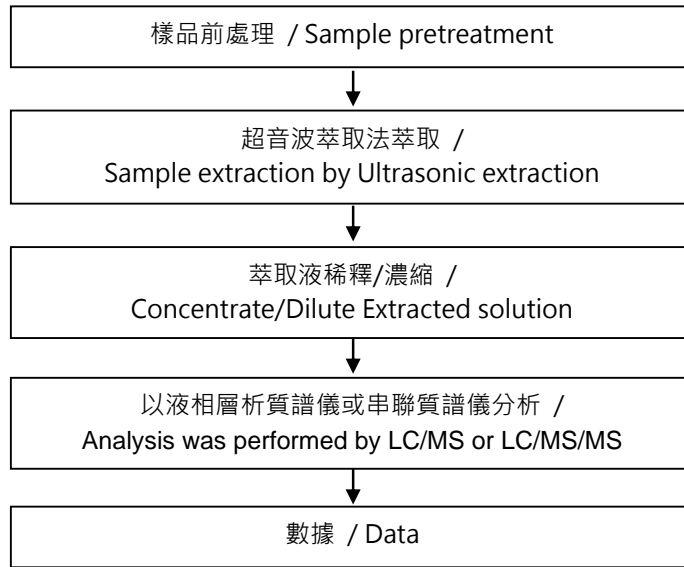 樣品前處理 / Sample pretreatment
超音波萃取法萃取 /
Sample extraction by Ultrasonic extraction
萃取液稀釋/濃縮 /
Concentrate/Dilute Extracted solution
以液相層析質譜儀或串聯質譜儀分析 /
Analysis was performed by LC/MS or LC/MS/MS
數據 / Data